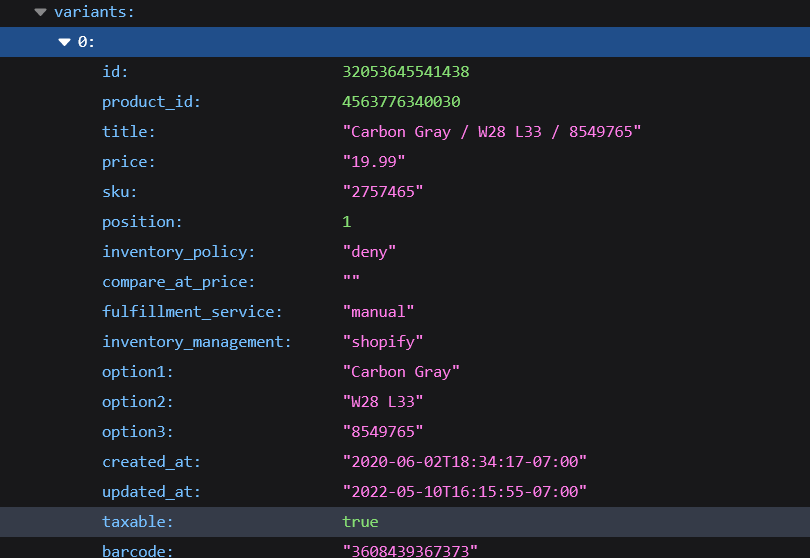 variants:
0:
id: 32053645541438
product_id: 4563776340030
title: "Carbon Gray / W28 L33 / 8549765"
price: "19.99"
sku: "2757465"
position: 1
inventory_policy: "deny"
compare_at_price: ""
fulfillment_service: "manual"
inventory_management: "shopify"
option1: "Carbon Gray"
option2: "W28 L33"
option3: "8549765"
created_at: "2020-06-02T18:34:17-07:00"
updated_at: "2022-05-10T16:15:55-07:00"
taxable: true
barcode: "3608439367373"